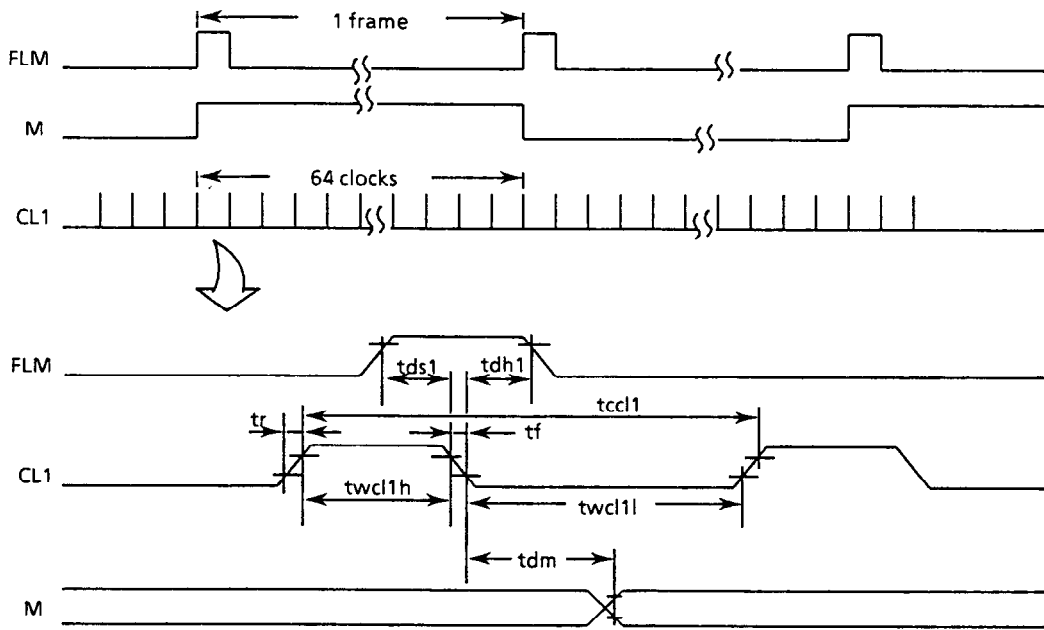 1 frame
FLM
M
64 clocks
CL1
FLM
tds1
tdh1
tccl1
tr
tf
CL1
twcl1h
twcl1l
tdm
M